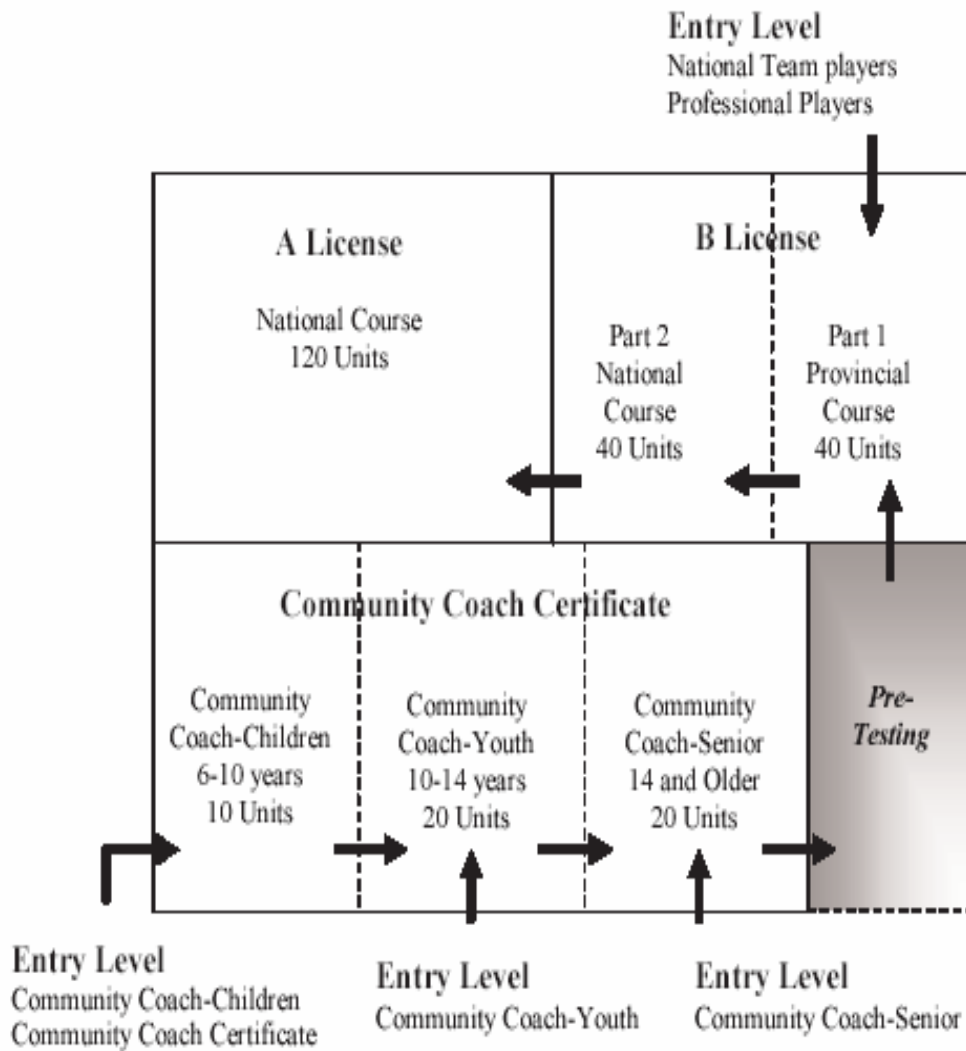 Entry Level
National Team players
Professional Players
A License
National Course
120 Units
B License
Part 2
National
Course
40 Units
Part 1
Provincial
Course
40 Units
Community Coach Certificate
Community
Coach-Children
6-10 years
10 Units
Community
Coach-Youth
10-14 years
20 Units
Community
Coach-Senior
14 and Older
20 Units
Pre-
Testing
Entry Level
Community Coach-Children
Community Coach Certificate
Entry Level
Community Coach-Youth
Entry Level
Community Coach-Senior